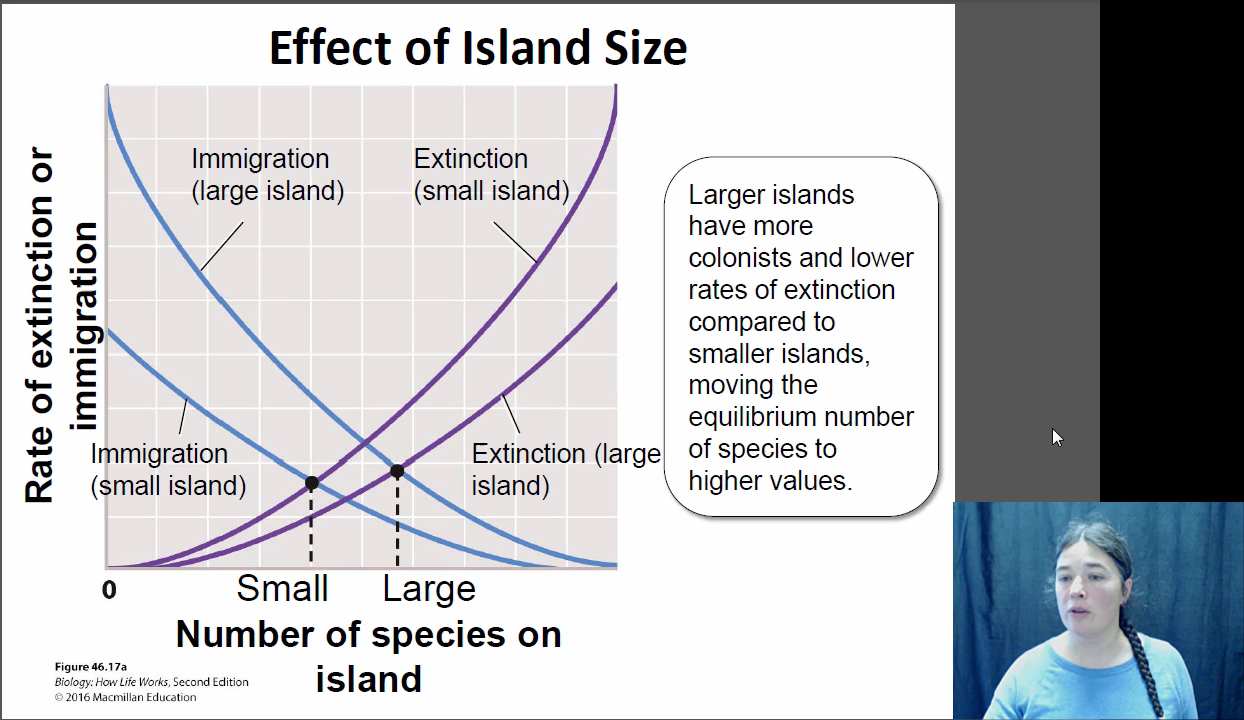 Effect of Island Size
Rate of extinction or
immigration
Immigration
(large island)
Extinction
(small island)
Immigration
(small island)
Extinction (large
island)
0
Small
Large
Number of species on
island
Larger islands
have more
colonists and lower
rates of extinction
compared to
smaller islands,
moving the
equilibrium number
of species to
higher values.
Figure 46.17a
Biology: How Life Works, Second Edition
© 2016 Macmillan Education